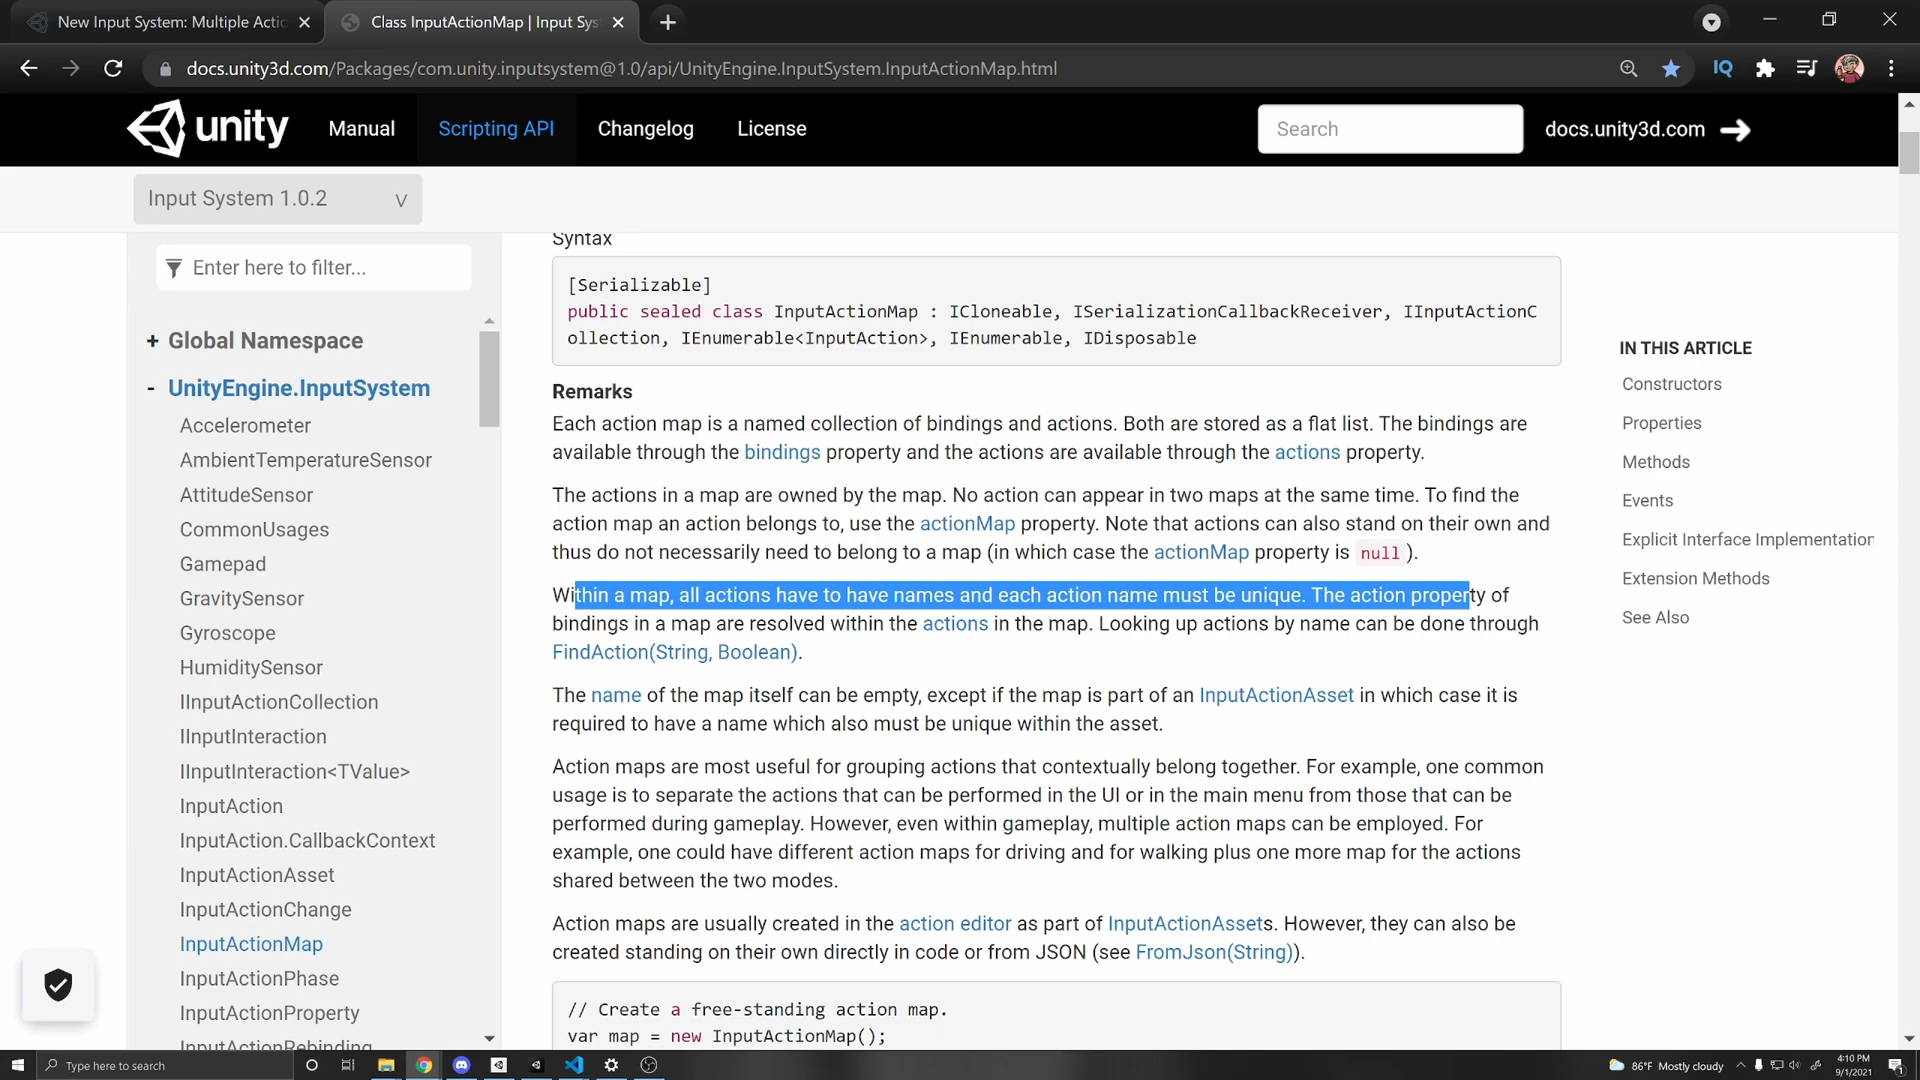 New Input System: Multiple Actic
Class InputActionMap | Input Sys
docs.unity3d.com/Packages/com.unity.inputsystem@1.0/api/UnityEngine.InputSystem.InputActionMap.html
IQ
unity
Manual
Scripting API
Changelog
License
Search
docs.unity3d.com
Input System 1.0.2
Enter here to filter...
+ Global Namespace
- UnityEngine.InputSystem
Accelerometer
AmbientTemperatureSensor
AttitudeSensor
CommonUsages
Gamepad
GravitySensor
Gyroscope
HumiditySensor
IInputActionCollection
IInputInteraction
IInputInteraction<TValue>
InputAction
InputAction.CallbackContext
InputActionAsset
InputActionChange
InputActionMap
InputActionPhase
InputActionProperty
InputActionRebinding
Syntax
[Serializable]
public sealed class InputActionMap : ICloneable, ISerializationCallbackReceiver, IInputActionC
ollection, IEnumerable<InputAction>, IEnumerable, IDisposable
Remarks
Each action map is a named collection of bindings and actions. Both are stored as a flat list. The bindings are
available through the bindings property and the actions are available through the actions property.
The actions in a map are owned by the map. No action can appear in two maps at the same time. To find the
action map an action belongs to, use the actionMap property. Note that actions can also stand on their own and
thus do not necessarily need to belong to a map (in which case the actionMap property is null ).
Within a map, all actions have to have names and each action name must be unique. The action property of
bindings in a map are resolved within the actions in the map. Looking up actions by name can be done through
FindAction(String, Boolean).
The name of the map itself can be empty, except if the map is part of an InputActionAsset in which case it is
required to have a name which also must be unique within the asset.
Action maps are most useful for grouping actions that contextually belong together. For example, one common
usage is to separate the actions that can be performed in the UI or in the main menu from those that can be
performed during gameplay. However, even within gameplay, multiple action maps can be employed. For
example, one could have different action maps for driving and for walking plus one more map for the actions
shared between the two modes.
Action maps are usually created in the action editor as part of InputActionAssets. However, they can also be
created standing on their own directly in code or from JSON (see FromJson(String)).
// Create a free-standing action map.
var map = new InputActionMap();
IN THIS ARTICLE
Constructors
Properties
Methods
Events
Explicit Interface Implementation
Extension Methods
See Also
Type here to search
86°F Mostly cloudy
4:10 PM
9/1/2021